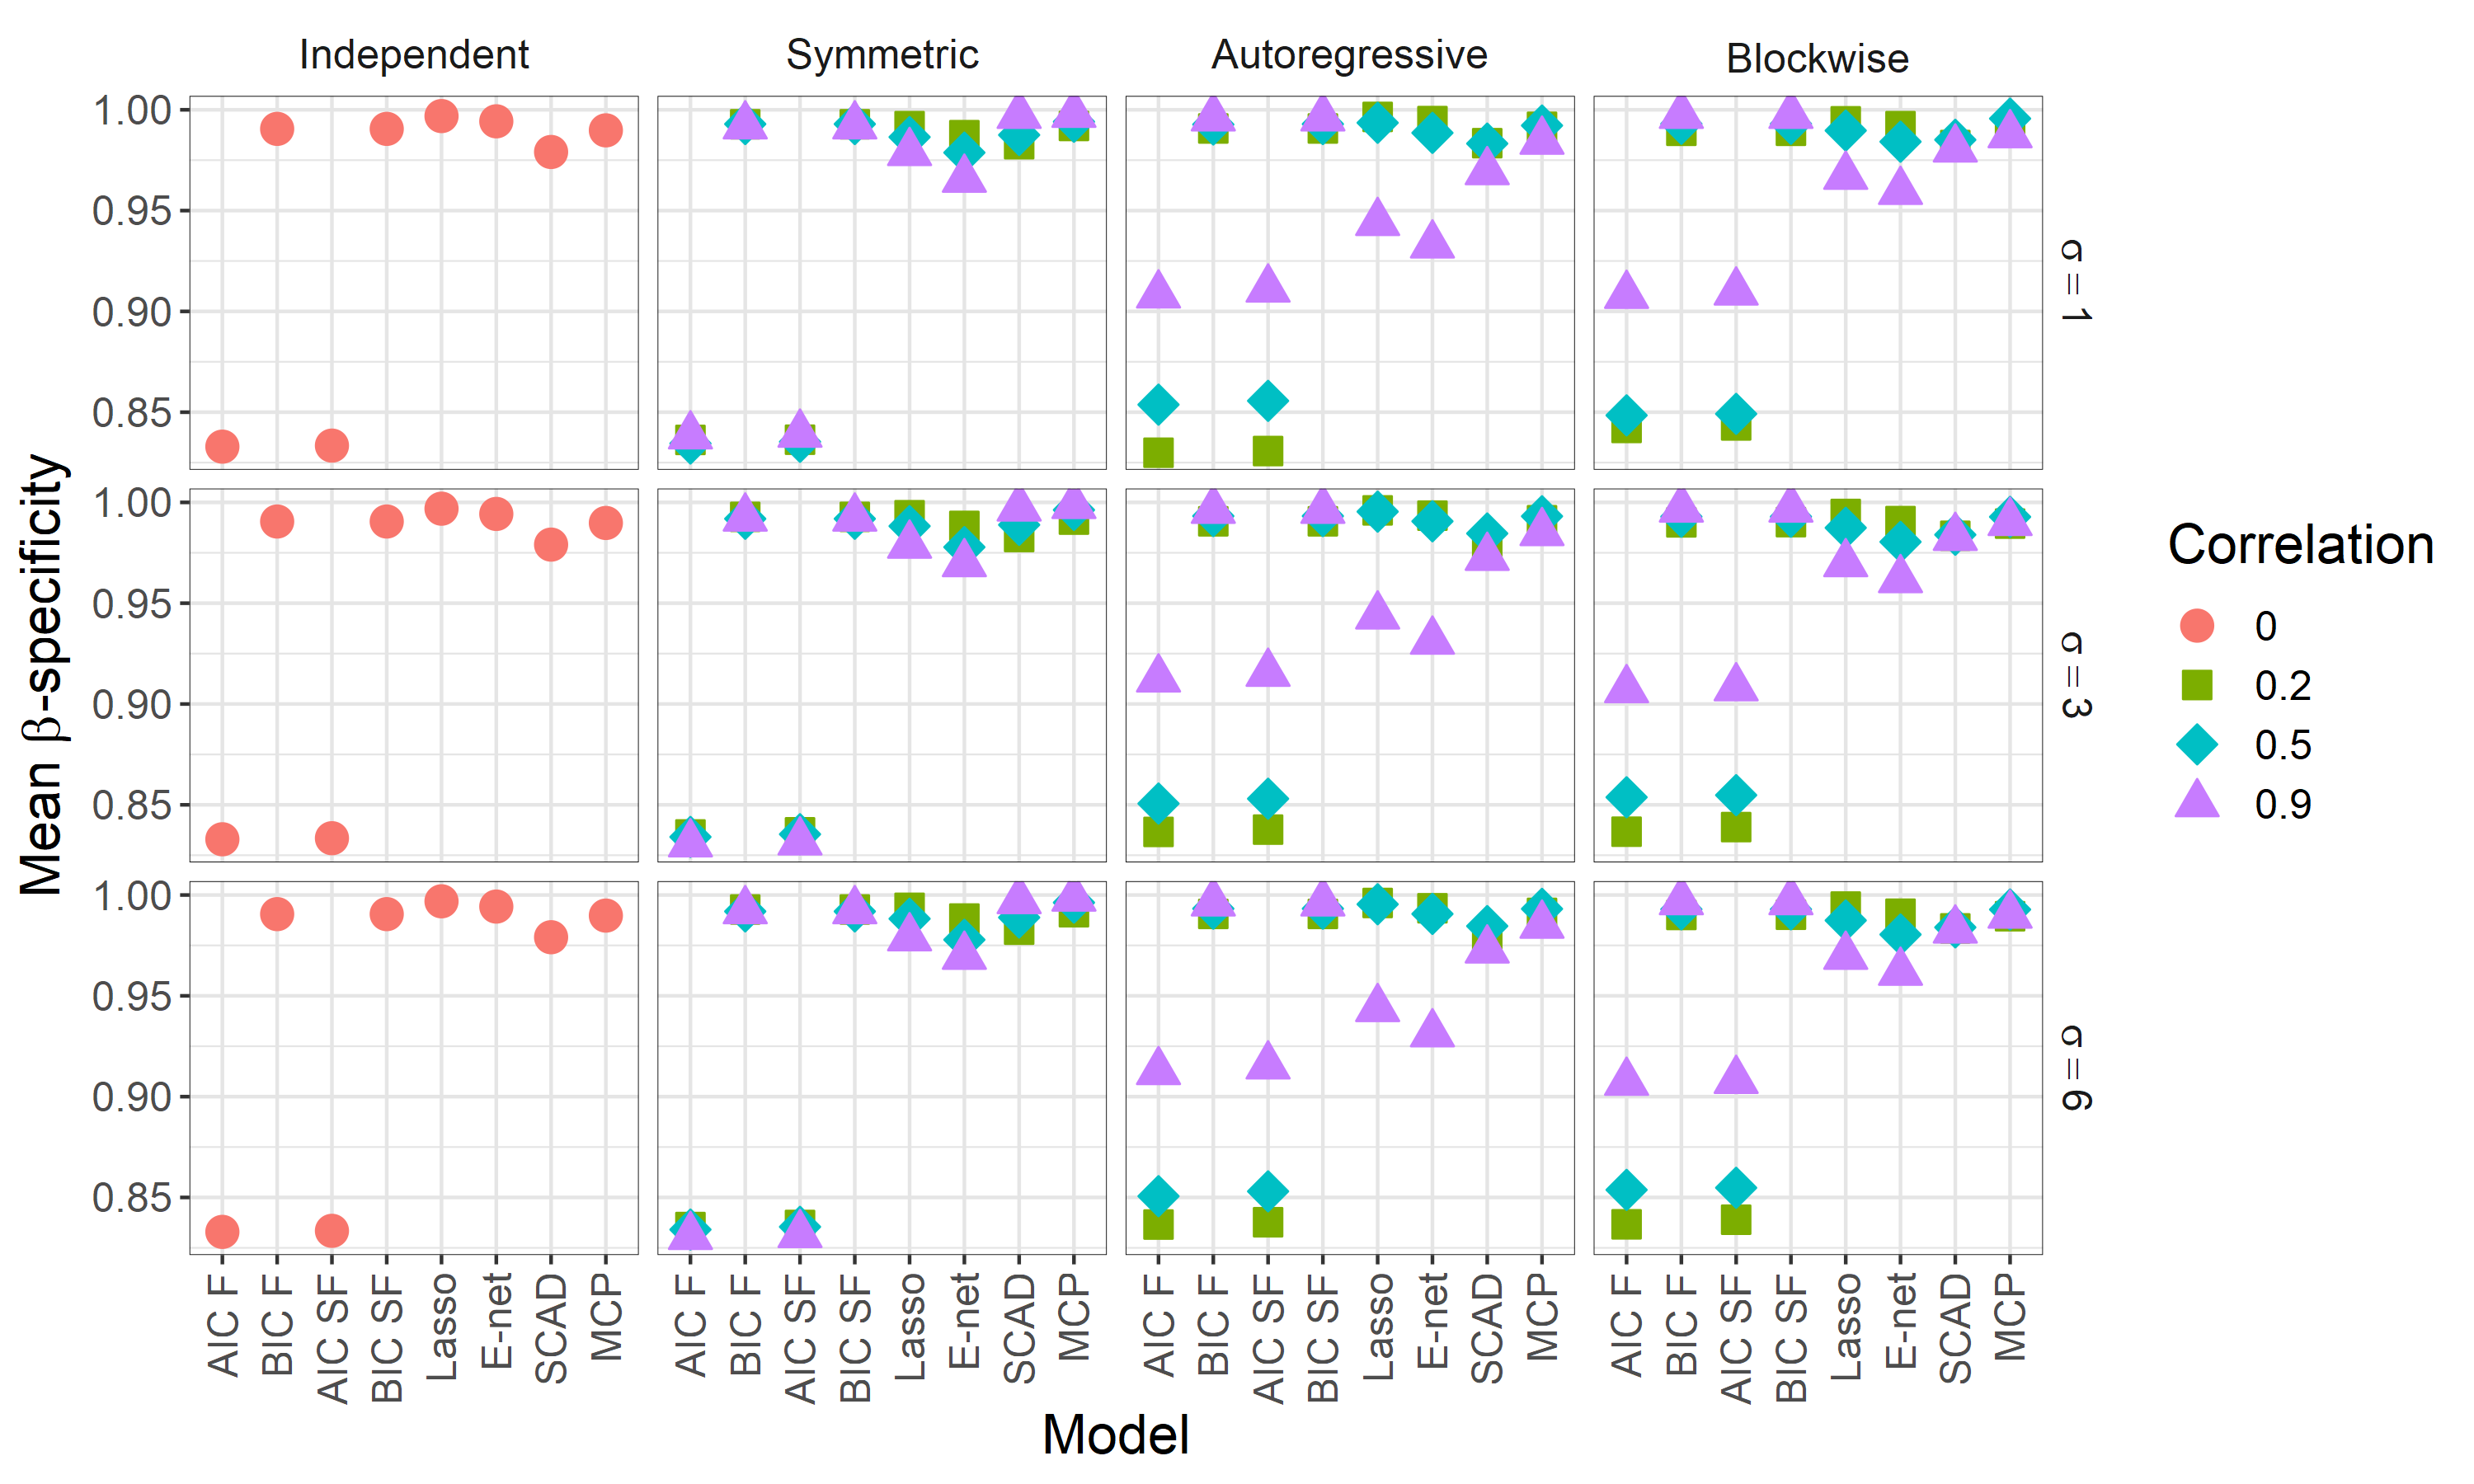 Independent Symmetric Autoregressive Blockwise
1.00
0.95
0.90
0.85
σ = 1
1.00
0.95
0.90
0.85
σ = 3
1.00
0.95
0.90
0.85
σ = 6
Mean β-specificity
AIC F BIC F AIC SF BIC SF Lasso E-net SCAD MCP
AIC F BIC F AIC SF BIC SF Lasso E-net SCAD MCP
AIC F BIC F AIC SF BIC SF Lasso E-net SCAD MCP
AIC F BIC F AIC SF BIC SF Lasso E-net SCAD MCP
Model
Correlation
0
0.2
0.5
0.9